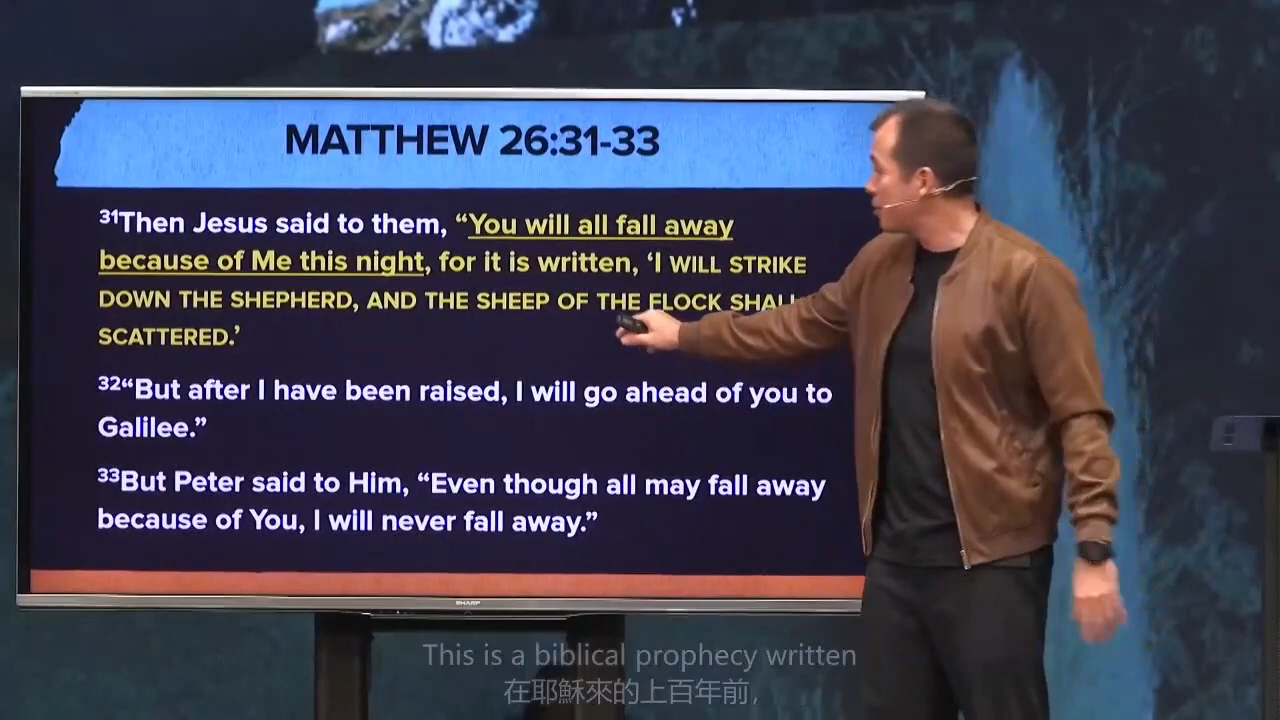 MATTHEW 26:31-33
³¹Then Jesus said to them, “You will all fall away
because of Me this night, for it is written, ‘I WILL STRIKE
DOWN THE SHEPHERD, AND THE SHEEP OF THE FLOCK
SCATTERED.’
³²“But after I have been raised, I will go ahead of you to
Galilee.”
³³But Peter said to Him, “Even though all may fall away
because of You, I will never fall away.”
SHARP
This is a biblical prophecy written
在耶穌來的上百年前，